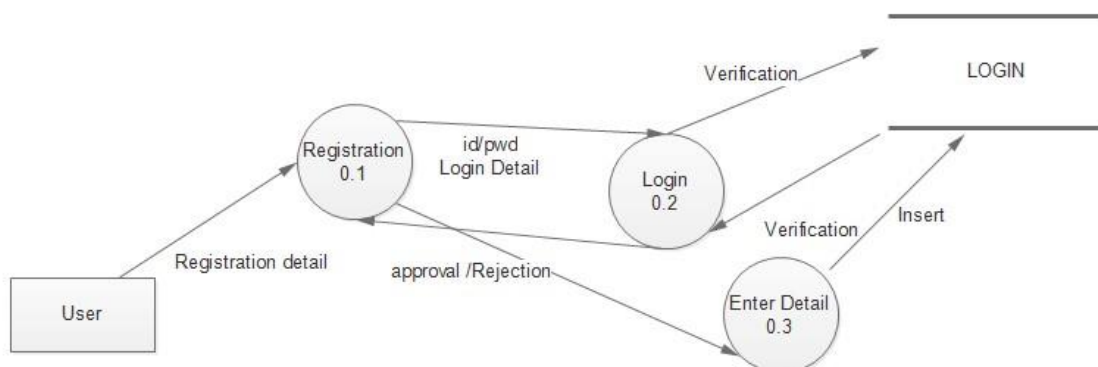 LOGIN
Verification
id/pwd
Login Detail
Registration
0.1
Login
0.2
Insert
Verification
Registration detail
approval /Rejection
User
Enter Detail
0.3